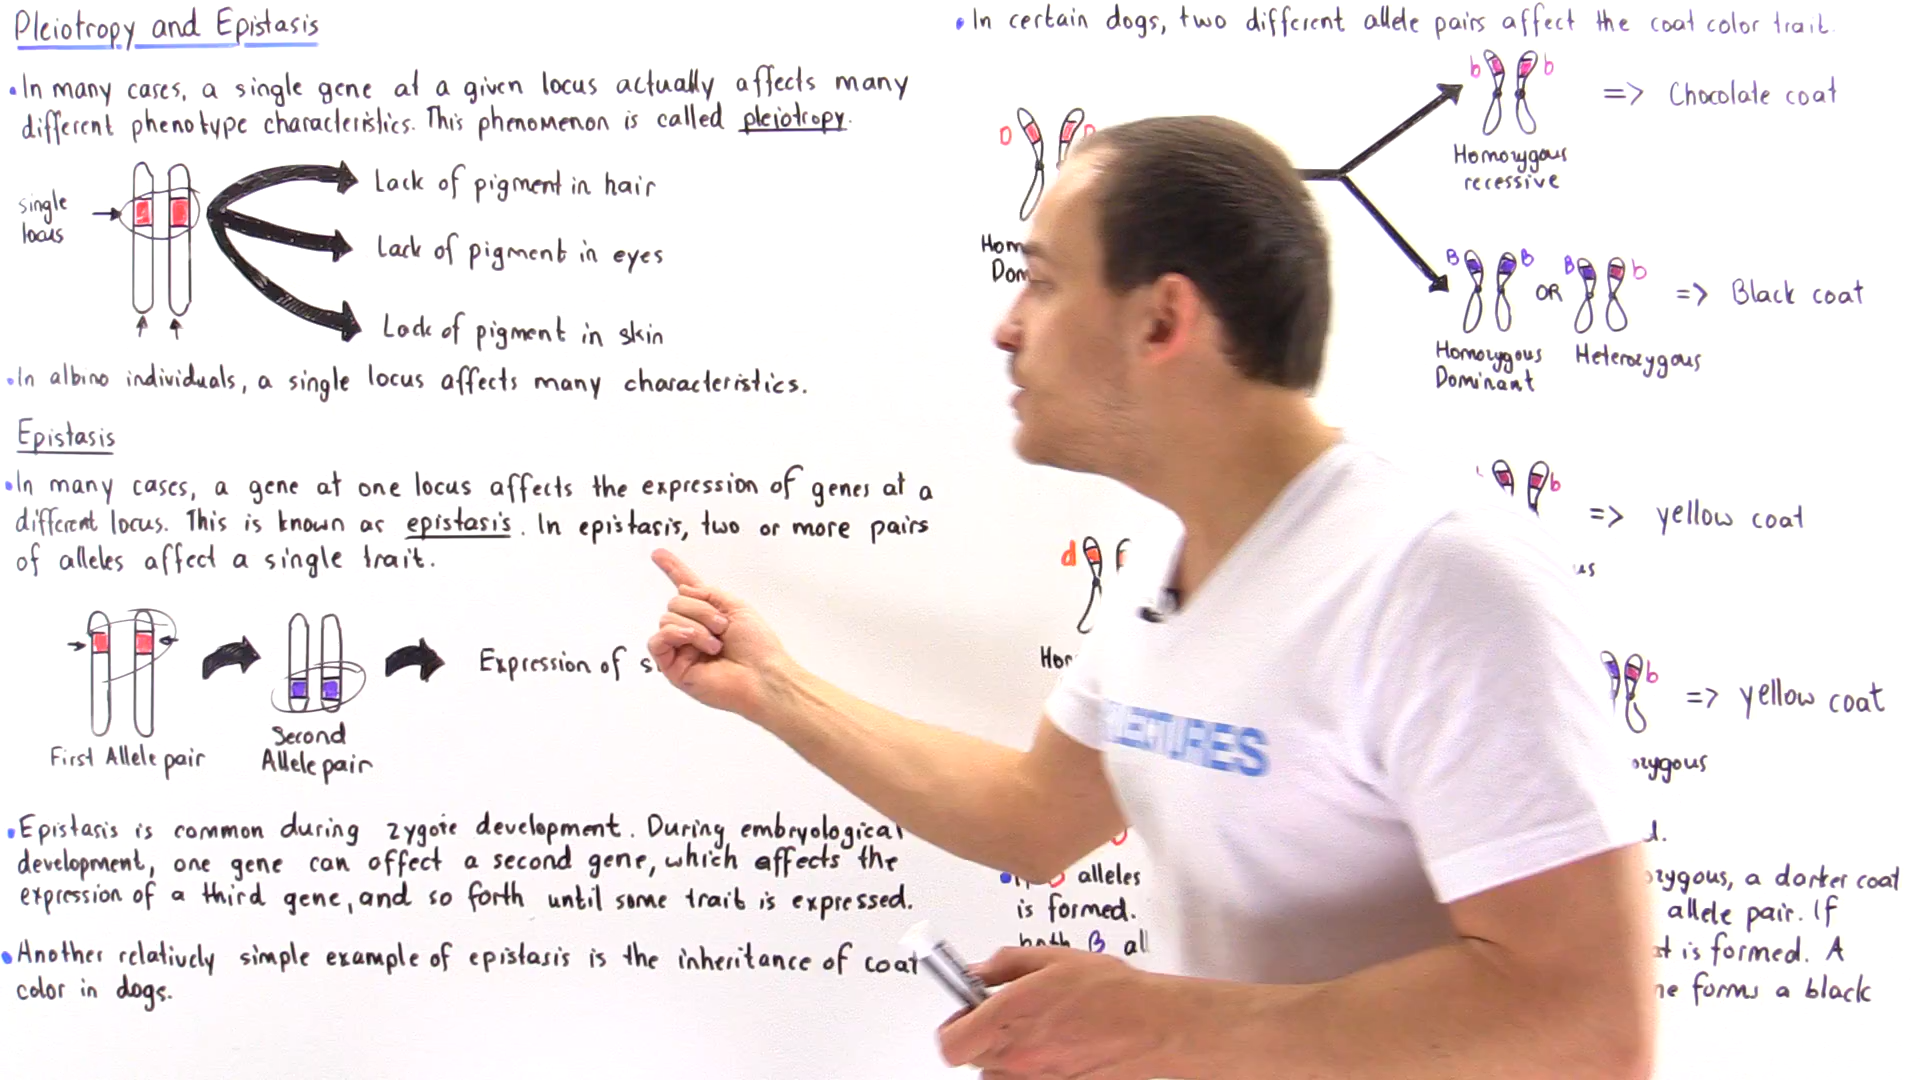 Pleiotropy and Epistasis
• In many cases, a single gene at a given locus actually affects many
different phenotype characteristics. This phenomenon is called pleiotropy.
single
locus
Lack of pigment in hair
Lack of pigment in eyes
Lack of pigment in skin
• In albino individuals, a single locus affects many characteristics.
Epistasis
• In many cases, a gene at one locus affects the expression of genes at a
different locus. This is known as epistasis. In epistasis, two or more pairs
of alleles affect a single trait.
First Allele pair
Second
Allele pair
Expression of
• Epistasis is common during zygote development. During embryological
development, one gene can affect a second gene, which affects the
expression of a third gene, and so forth until some trait is expressed.
• Another relatively simple example of epistasis is the inheritance of coat
color in dogs.
• In certain dogs, two different allele pairs affect the coat color trait.
D
b b
Homozygous
recessive
=> Chocolate coat
B B OR B b
Homozygous
Dominant
Heterozygous
=> Black coat
b
=> yellow coat
d
b
=> yellow coat
LECTURES
alleles
is formed.
both B
a darker coat
allele pair. If
is formed. A
forms a black